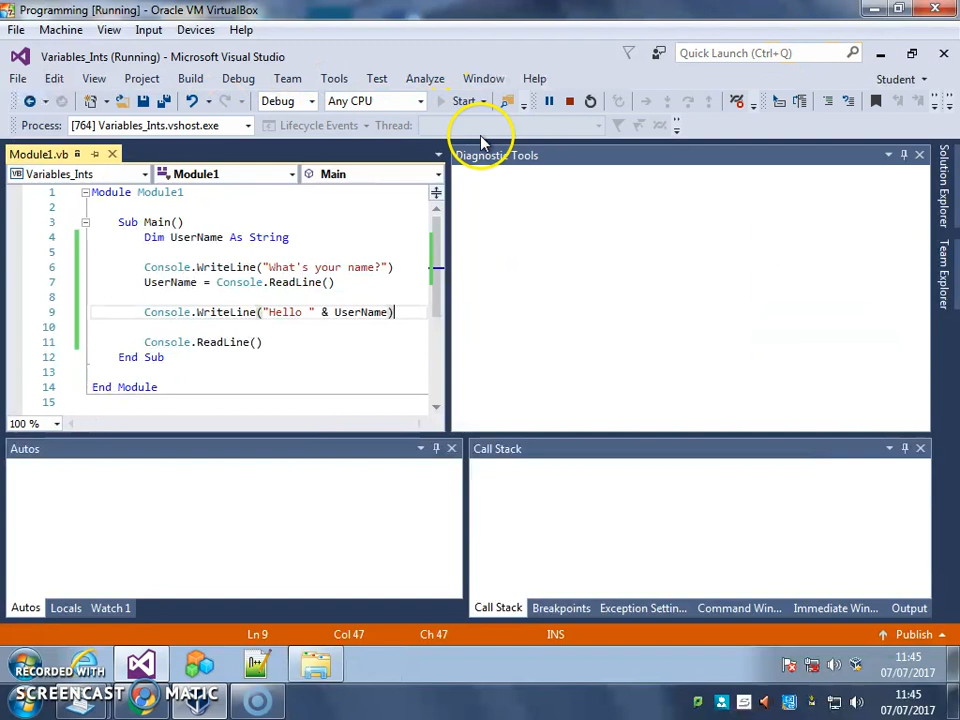 Programming [Running] - Oracle VM VirtualBox
File Machine View Input Devices Help
Variables_Ints (Running) - Microsoft Visual Studio
Quick Launch (Ctrl+Q)
File Edit View Project Build Debug Team Tools Test Analyze Window Help
Student
Debug Any CPU Start
Process: [764] Variables_Ints.vshost.exe Lifecycle Events Thread:
Module1.vb
Diagnostic Tools
Variables_Ints Module1 Main
1 Module Module1
2
3 Sub Main()
4 Dim UserName As String
5
6 Console.WriteLine("What's your name?")
7 UserName = Console.ReadLine()
8
9 Console.WriteLine("Hello " & UserName)
10
11 Console.ReadLine()
12 End Sub
13
14 End Module
15
100 %
Solution Explorer
Team Explorer
Autos
Call Stack
Autos Locals Watch 1
Call Stack Breakpoints Exception Settin... Command Win... Immediate Win... Output
Ln 9 Col 47 Ch 47 INS Publish
11:45
07/07/2017
RECORDED WITH
SCREENCAST MATIC
11:45
07/07/2017